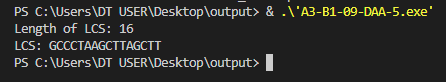 PS C:\Users\DT USER\Desktop\output> & .\'A3-B1-09-DAA-5.exe'
Length of LCS: 16
LCS: GCCCTAAGCTTAGCTT
PS C:\Users\DT USER\Desktop\output>